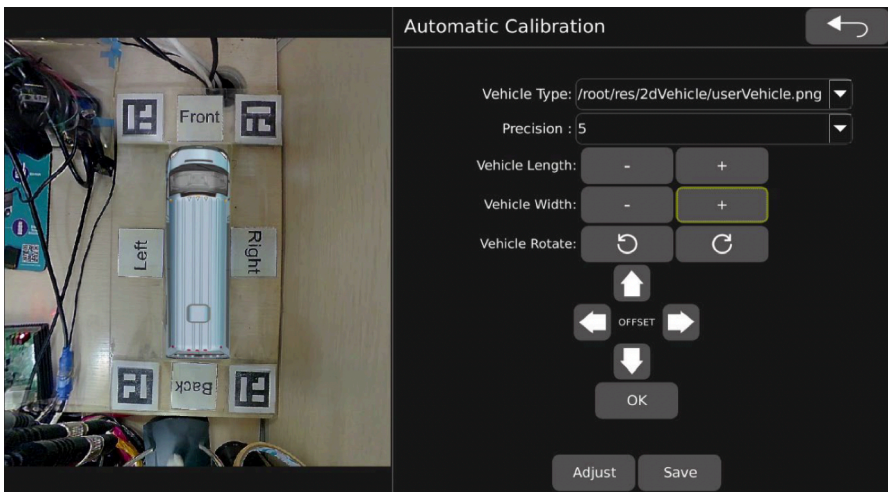 Automatic Calibration
Vehicle Type: /root/res/2dVehicle/userVehicle.png
Precision : 5
Vehicle Length: - +
Vehicle Width: - +
Vehicle Rotate:
OFFSET
OK
Adjust Save
Front
Left
Right
Back